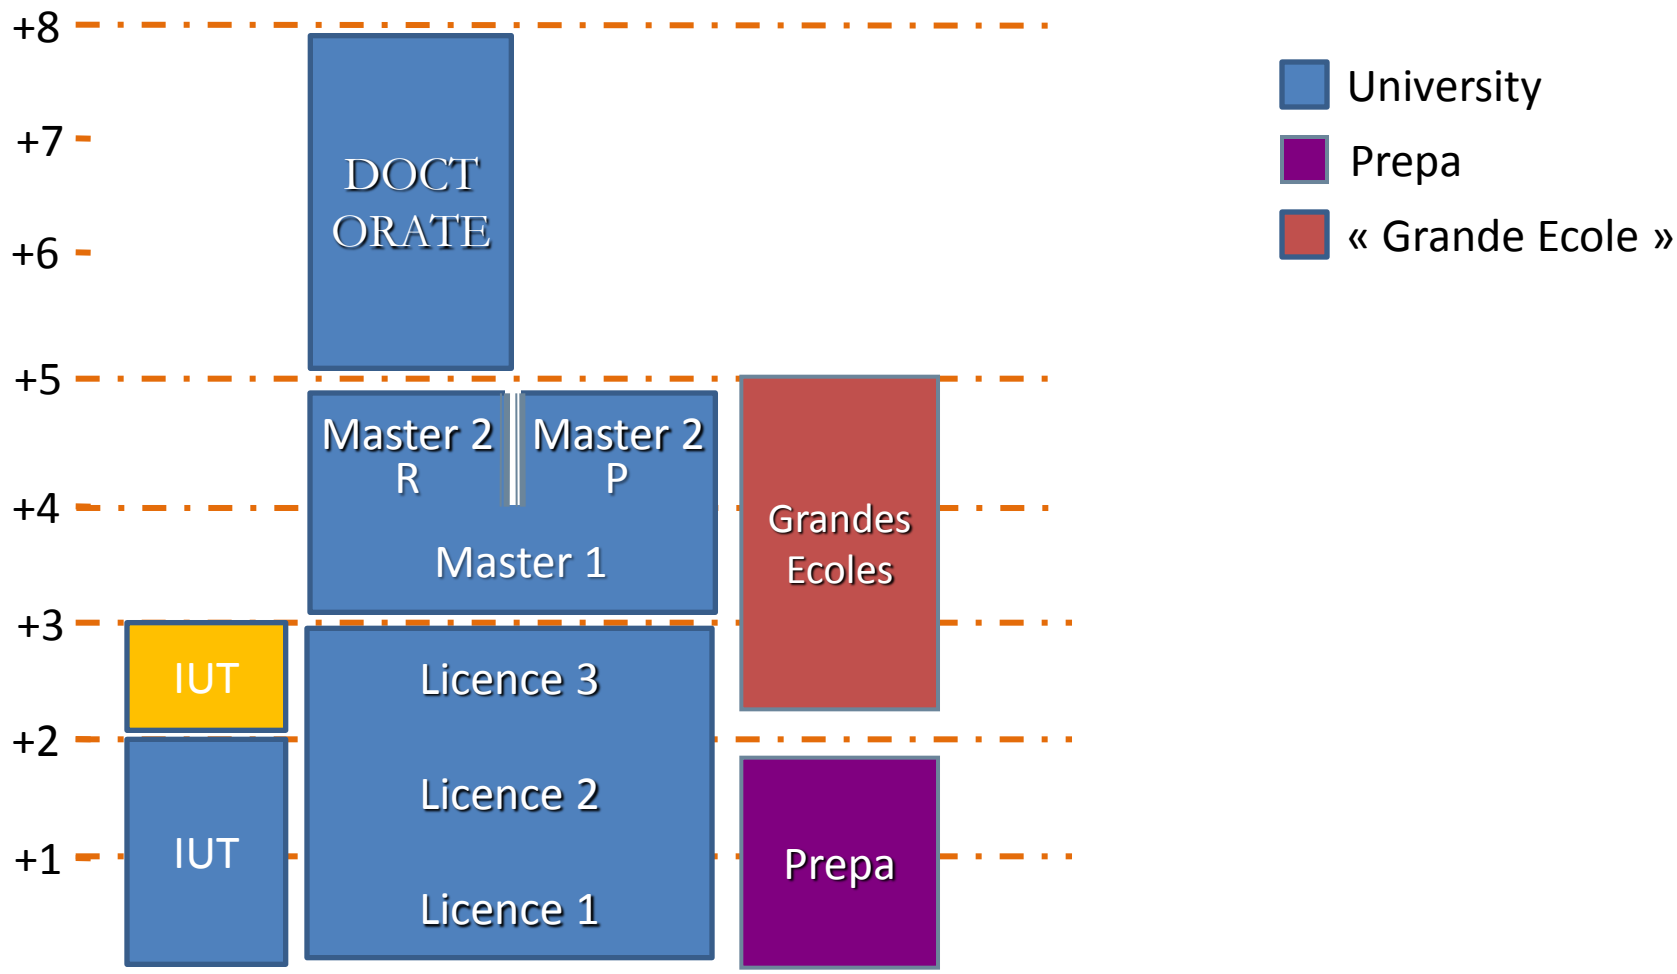 +8
+7
+6
+5
+4
+3
+2
+1
DOCT
ORATE
Master 2
R
Master 2
P
Master 1
Licence 3
Licence 2
Licence 1
IUT
IUT
Grandes
Ecoles
Prepa
University
Prepa
« Grande Ecole »